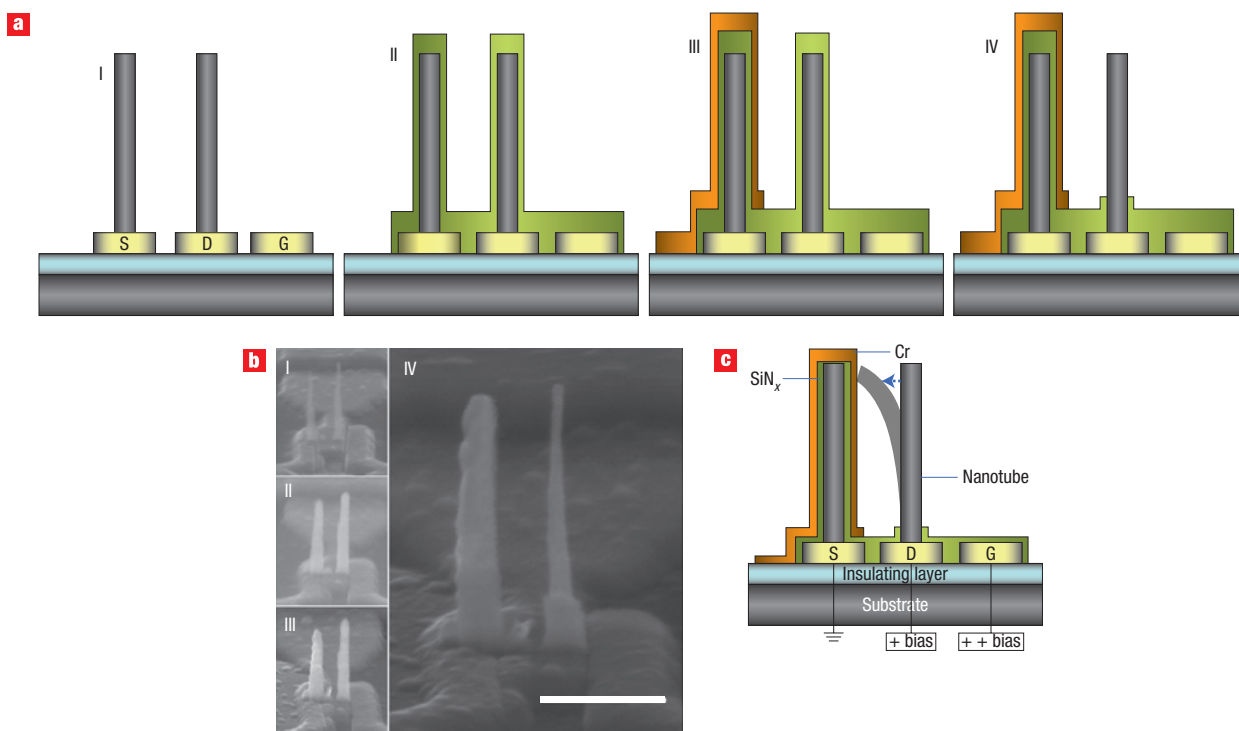 a
I
II
III
IV
S
D
G
b
I
II
III
IV
c
Cr
SiNₓ
Nanotube
S
D
G
Insulating layer
Substrate
+ bias
+ + bias